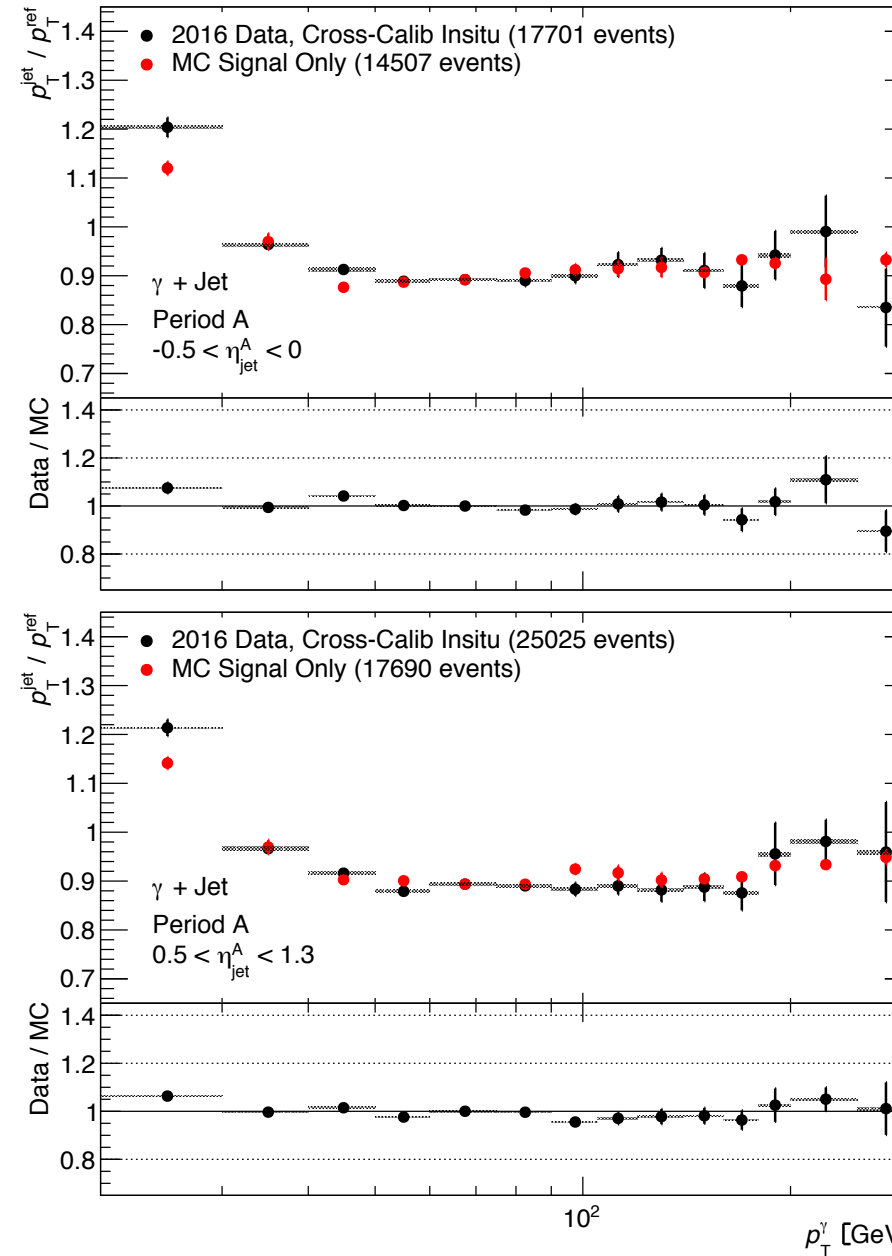 p_T^jet / p_T^ref
1.4
1.3
1.2
1.1
1
0.9
0.8
0.7
2016 Data, Cross-Calib Insitu (17701 events)
MC Signal Only (14507 events)
γ + Jet
Period A
-0.5 < η_jet^A < 0
Data / MC
1.4
1.2
1
0.8
p_T^jet / p_T^ref
1.4
1.3
1.2
1.1
1
0.9
0.8
0.7
2016 Data, Cross-Calib Insitu (25025 events)
MC Signal Only (17690 events)
γ + Jet
Period A
0.5 < η_jet^A < 1.3
Data / MC
1.4
1.2
1
0.8
10²
p_T^γ [GeV